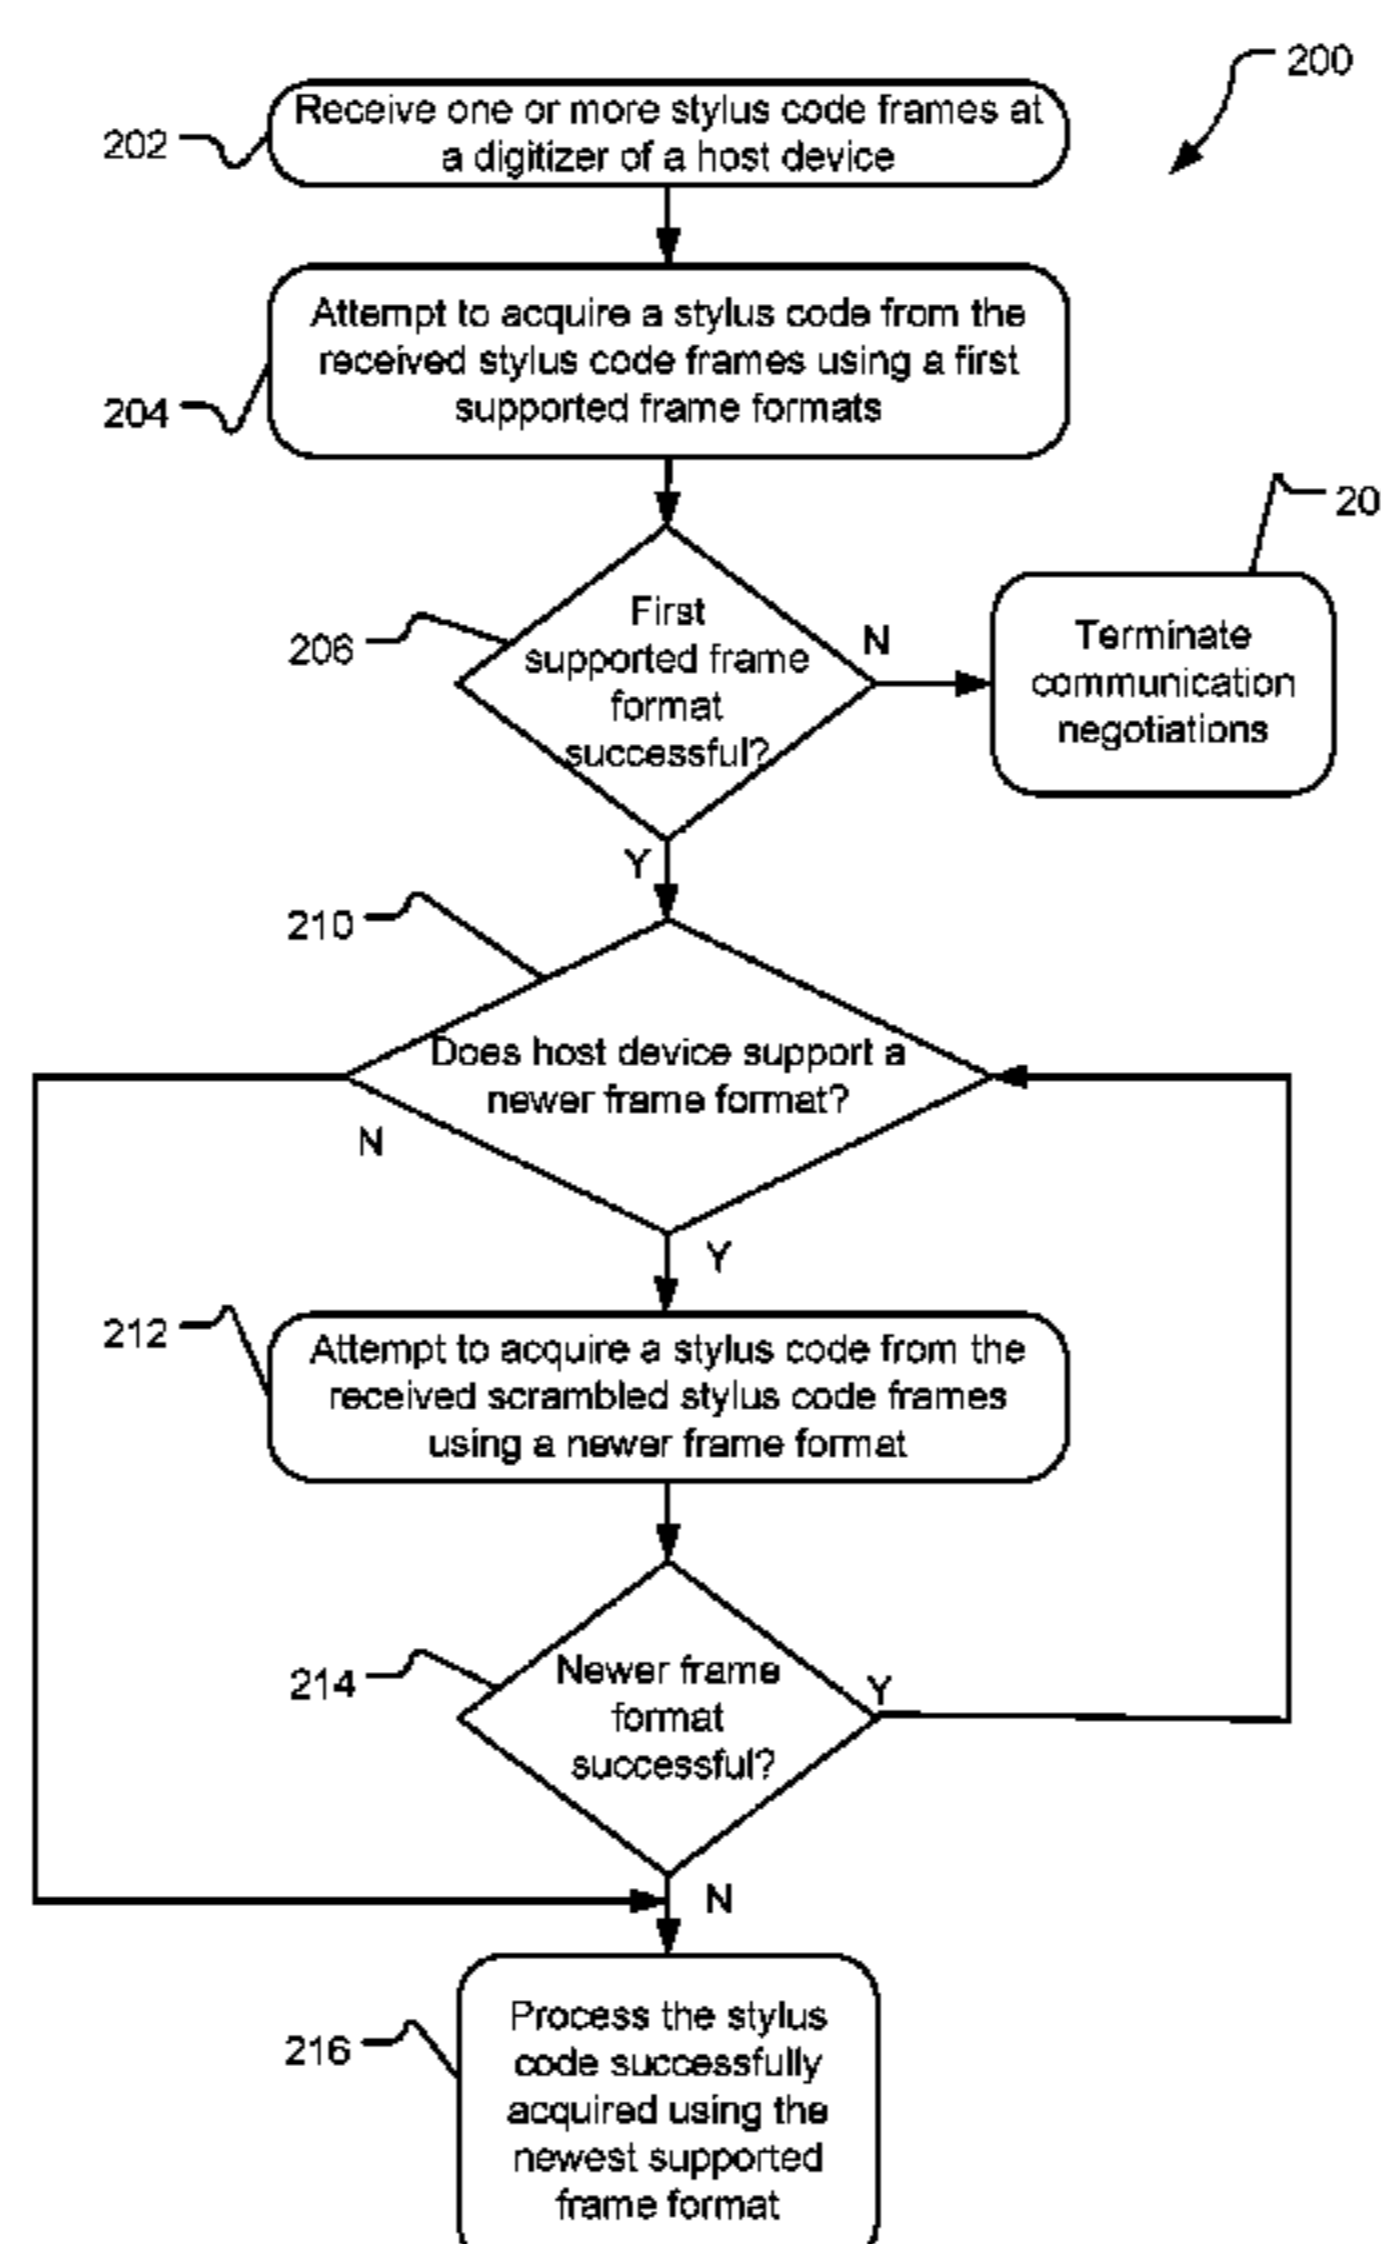 200
202
Receive one or more stylus code frames at
a digitizer of a host device
204
Attempt to acquire a stylus code from the
received stylus code frames using a first
supported frame formats
206
First
supported frame
format
successful?
N
20
Terminate
communication
negotiations
Y
210
Does host device support a
newer frame format?
N
Y
212
Attempt to acquire a stylus code from the
received scrambled stylus code frames
using a newer frame format
214
Newer frame
format
successful?
Y
N
216
Process the stylus
code successfully
acquired using the
newest supported
frame format